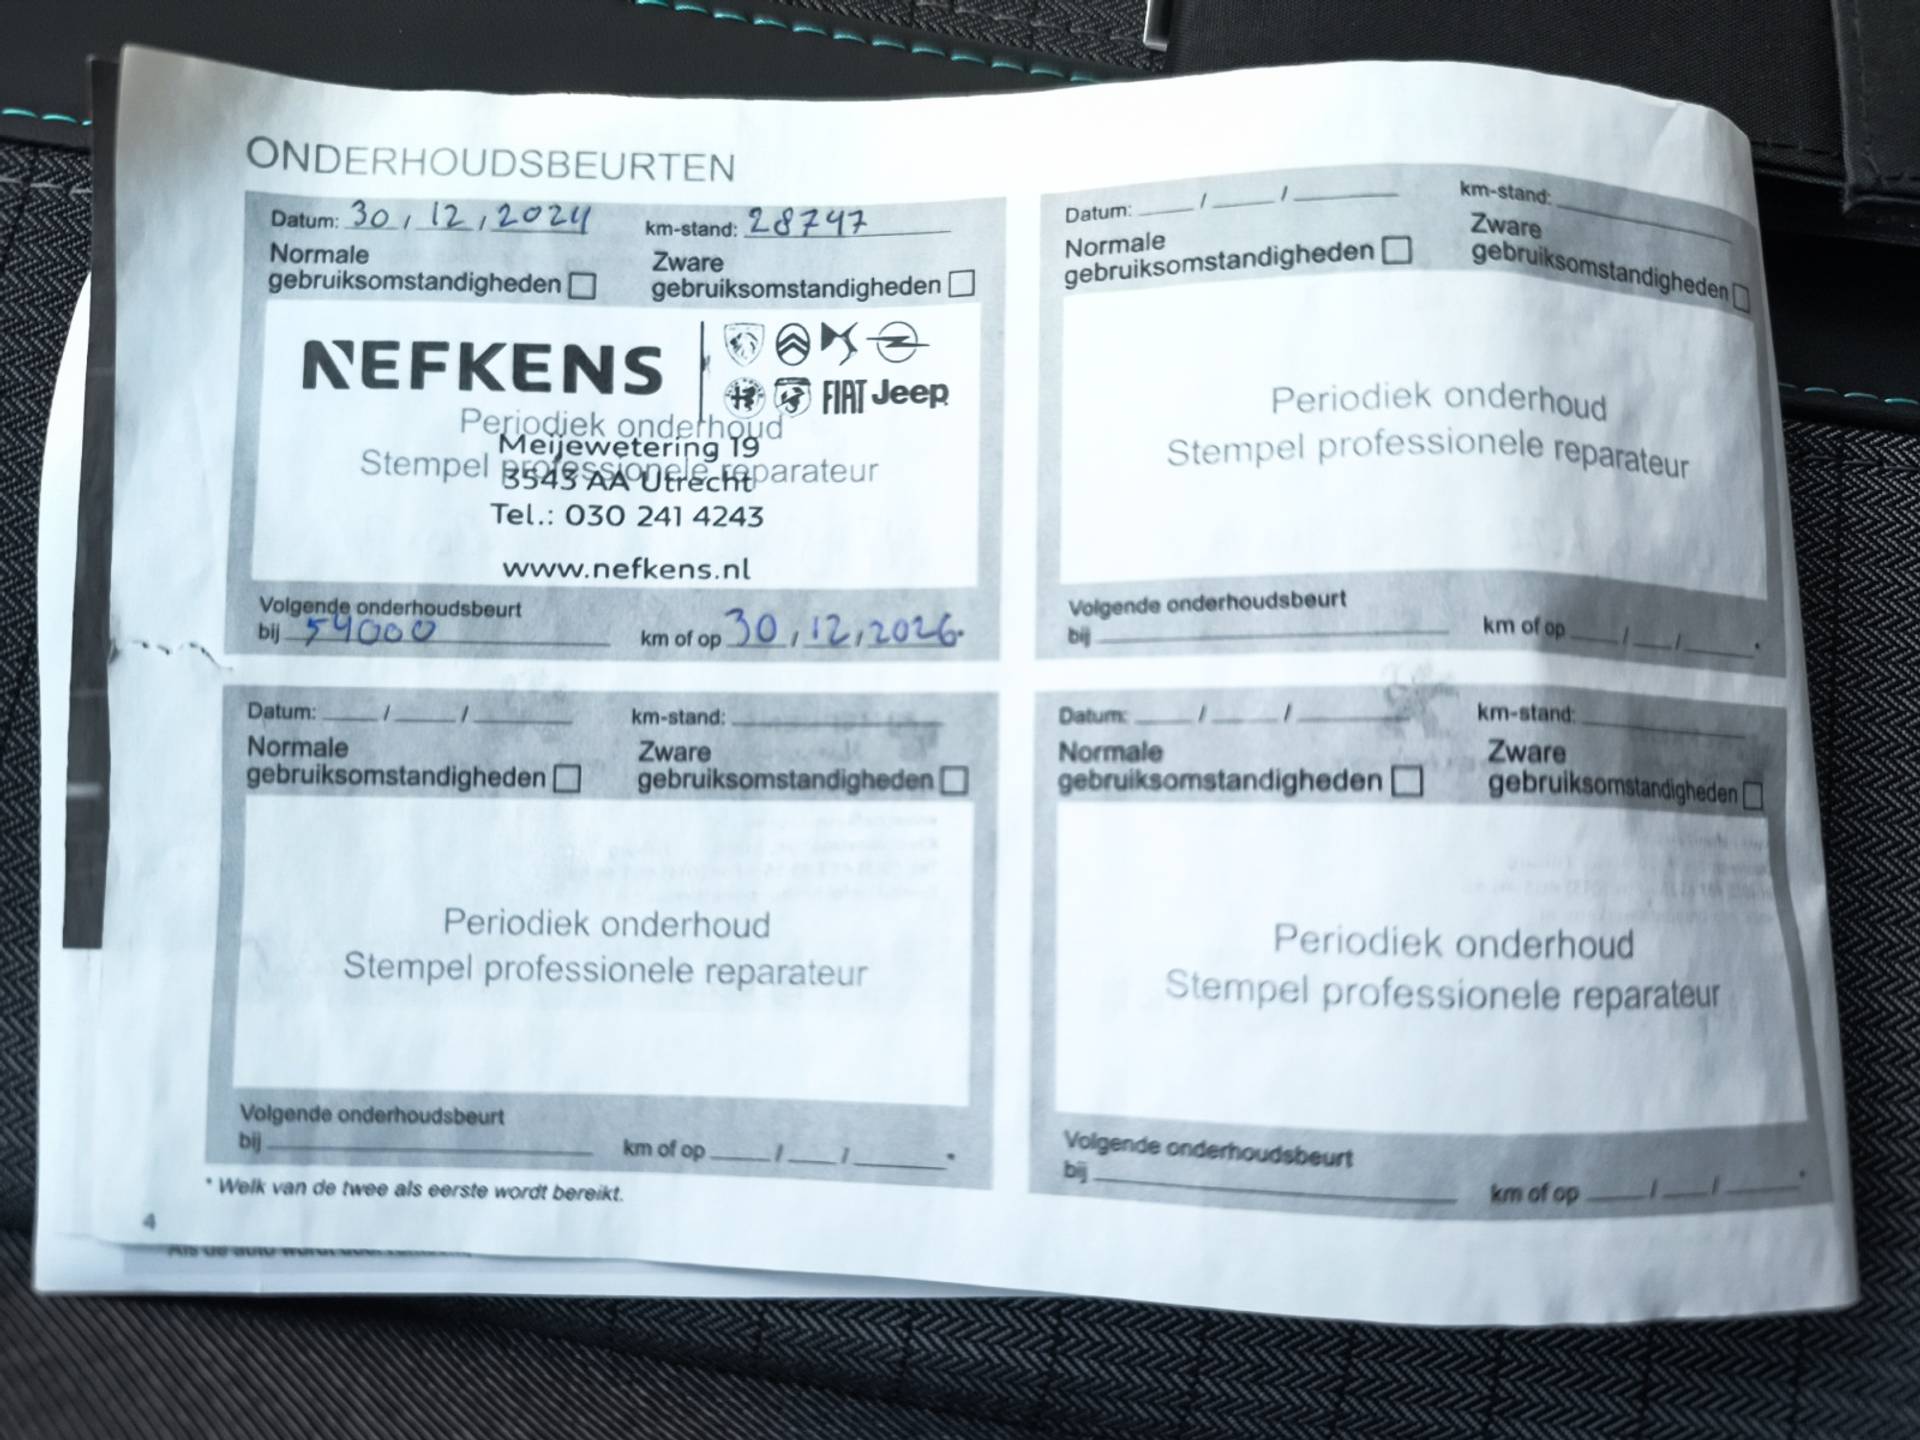 ONDERHOUDSBEURTEN
Datum: 30 / 12 / 2024 km-stand: 28747
Normale gebruiksomstandigheden
Zware gebruiksomstandigheden
NEFKENS
FIAT Jeep
Periodiek onderhoud
Meijewetering 19
Stempel professionele reparateur
3543 AA Utrecht
Tel.: 030 241 4243
www.nefkens.nl
Volgende onderhoudsbeurt
bij 54000 km of op 30 / 12 / 2026*
Datum: / / km-stand:
Normale gebruiksomstandigheden
Zware gebruiksomstandigheden
Periodiek onderhoud
Stempel professionele reparateur
Volgende onderhoudsbeurt
bij km of op / / *
Datum: / / km-stand:
Normale gebruiksomstandigheden
Zware gebruiksomstandigheden
Periodiek onderhoud
Stempel professionele reparateur
Volgende onderhoudsbeurt
bij km of op / / *
Datum: / / km-stand:
Normale gebruiksomstandigheden
Zware gebruiksomstandigheden
Periodiek onderhoud
Stempel professionele reparateur
Volgende onderhoudsbeurt
bij km of op / / *
* Welk van de twee als eerste wordt bereikt.
4